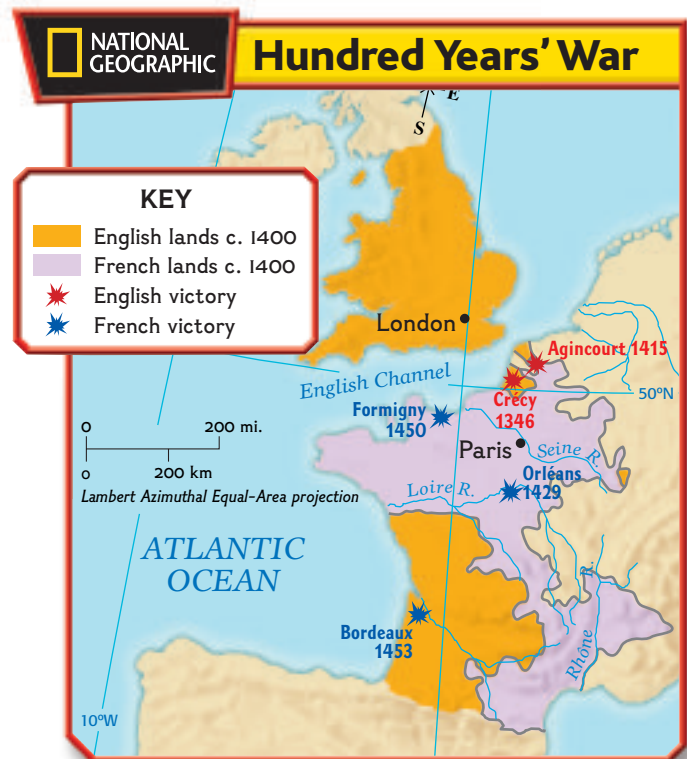 NATIONAL
GEOGRAPHIC
Hundred Years' War
E
S
KEY
English lands c. 1400
French lands c. 1400
English victory
French victory
London
Agincourt 1415
English Channel
50°N
Crécy
1346
Formigny
1450
0 200 mi.
0 200 km
Lambert Azimuthal Equal-Area projection
Paris
Seine R.
Orléans
1429
Loire R.
ATLANTIC
OCEAN
Bordeaux
1453
Rhône R.
10°W